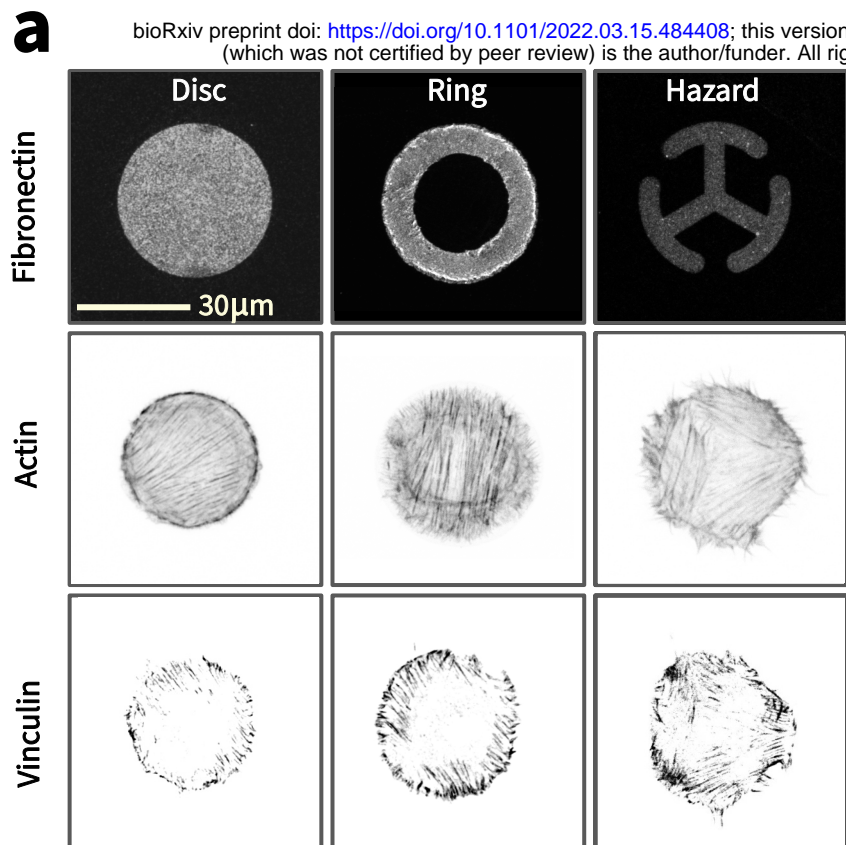 a
bioRxiv preprint doi: https://doi.org/10.1101/2022.03.15.484408; this version
(which was not certified by peer review) is the author/funder. All rig
Disc
Ring
Hazard
Fibronectin
30μm
Actin
Vinculin